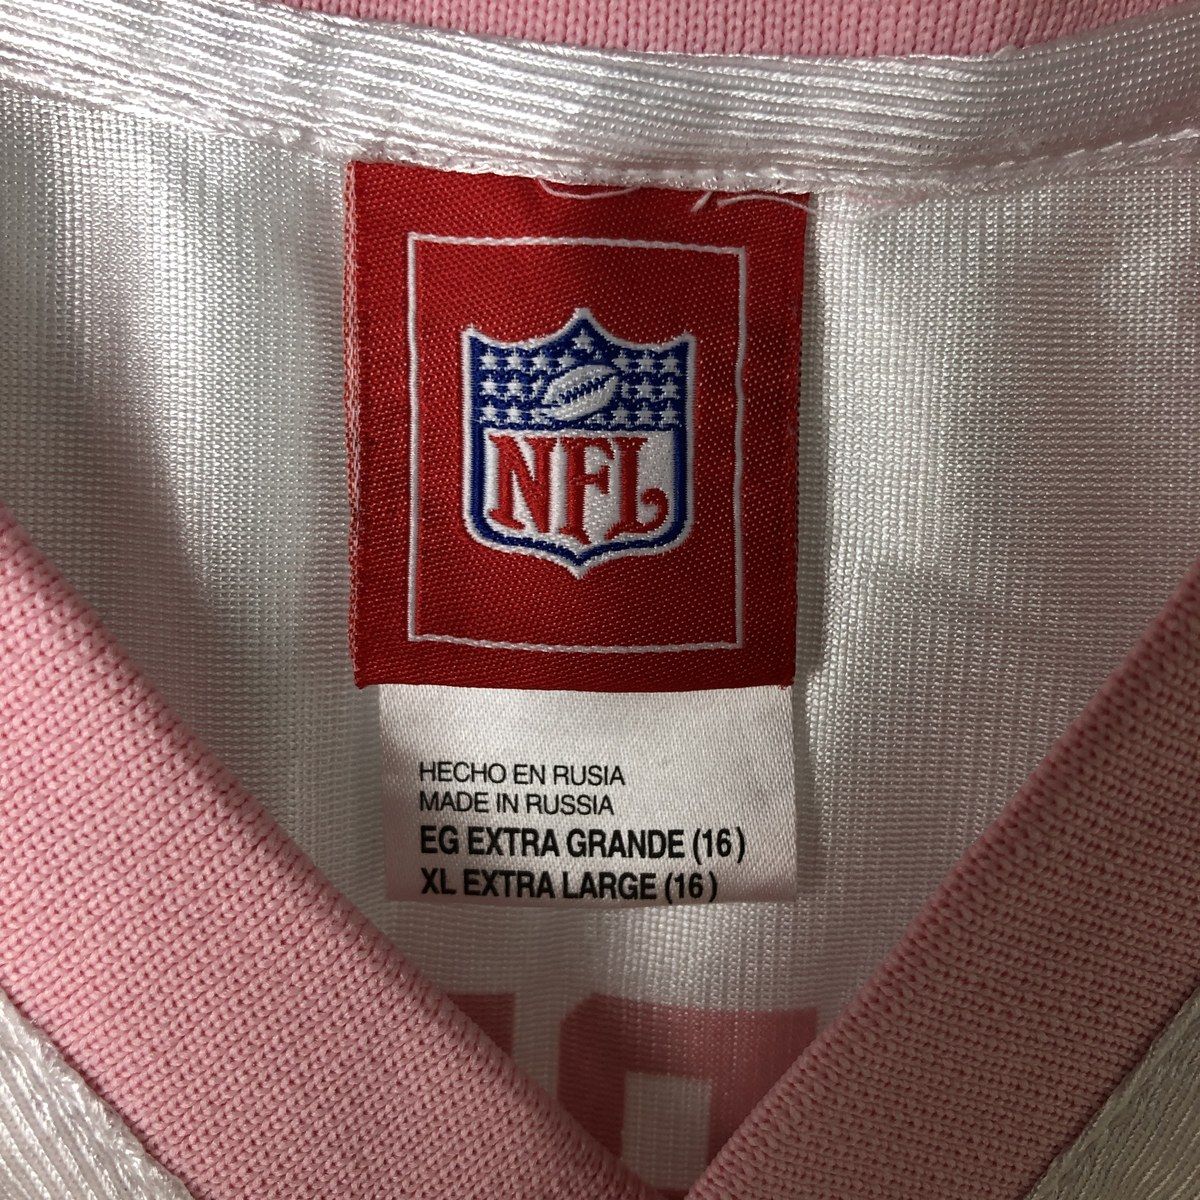 NFL
HECHO EN RUSIA
MADE IN RUSSIA
EG EXTRA GRANDE (16)
XL EXTRA LARGE (16)